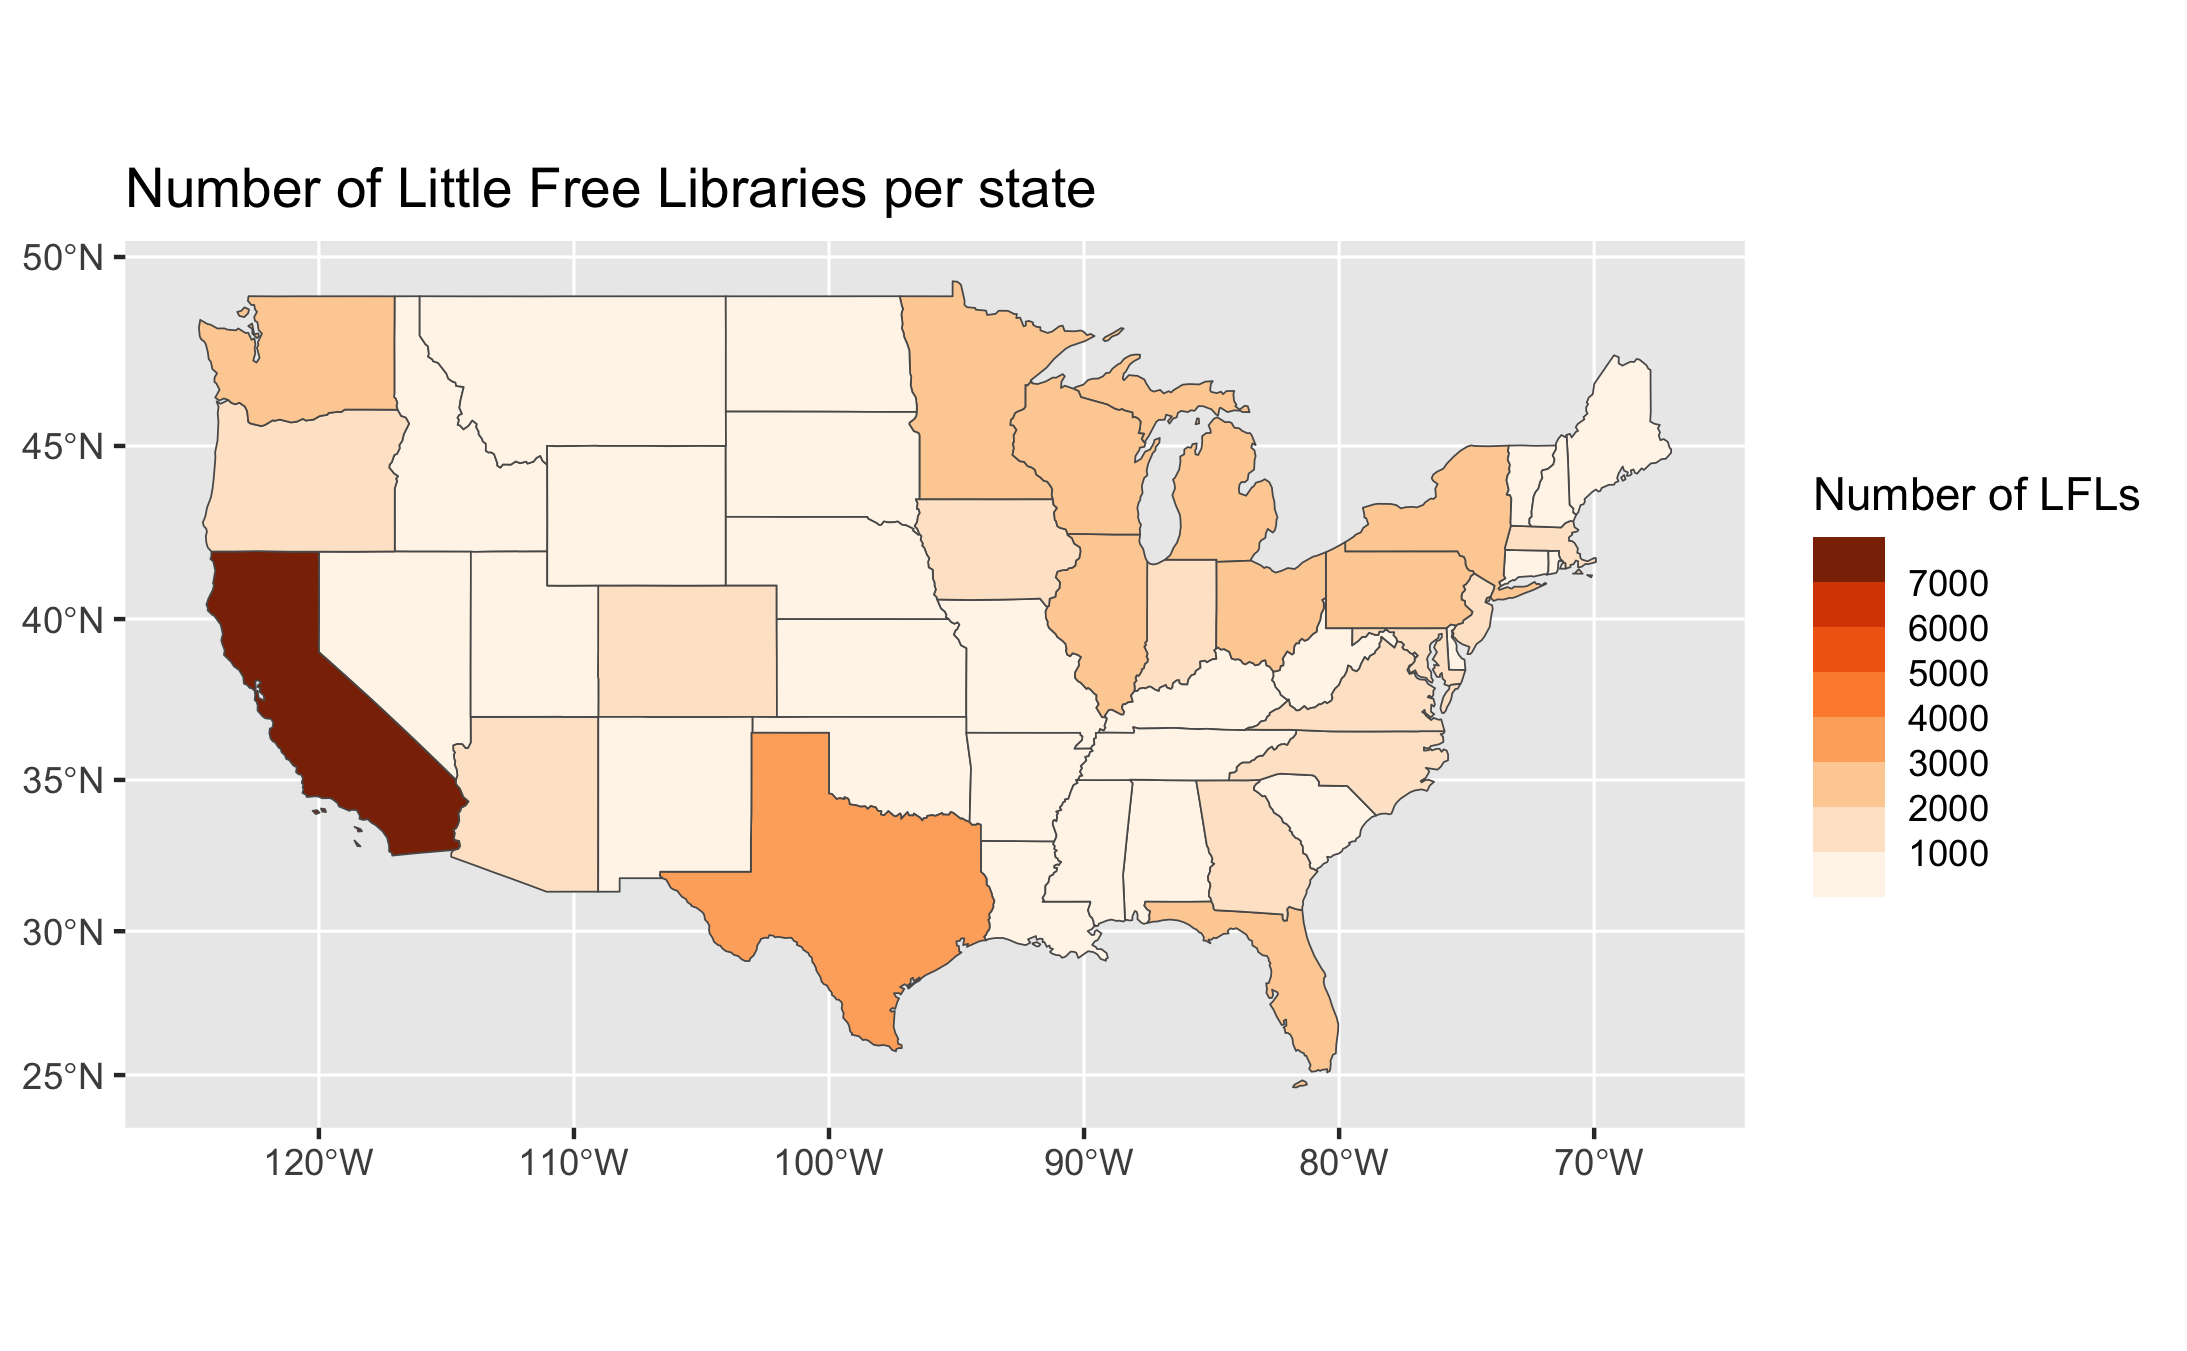 Number of Little Free Libraries per state
50°N
45°N
40°N
35°N
30°N
25°N
120°W
110°W
100°W
90°W
80°W
70°W
Number of LFLs
7000
6000
5000
4000
3000
2000
1000